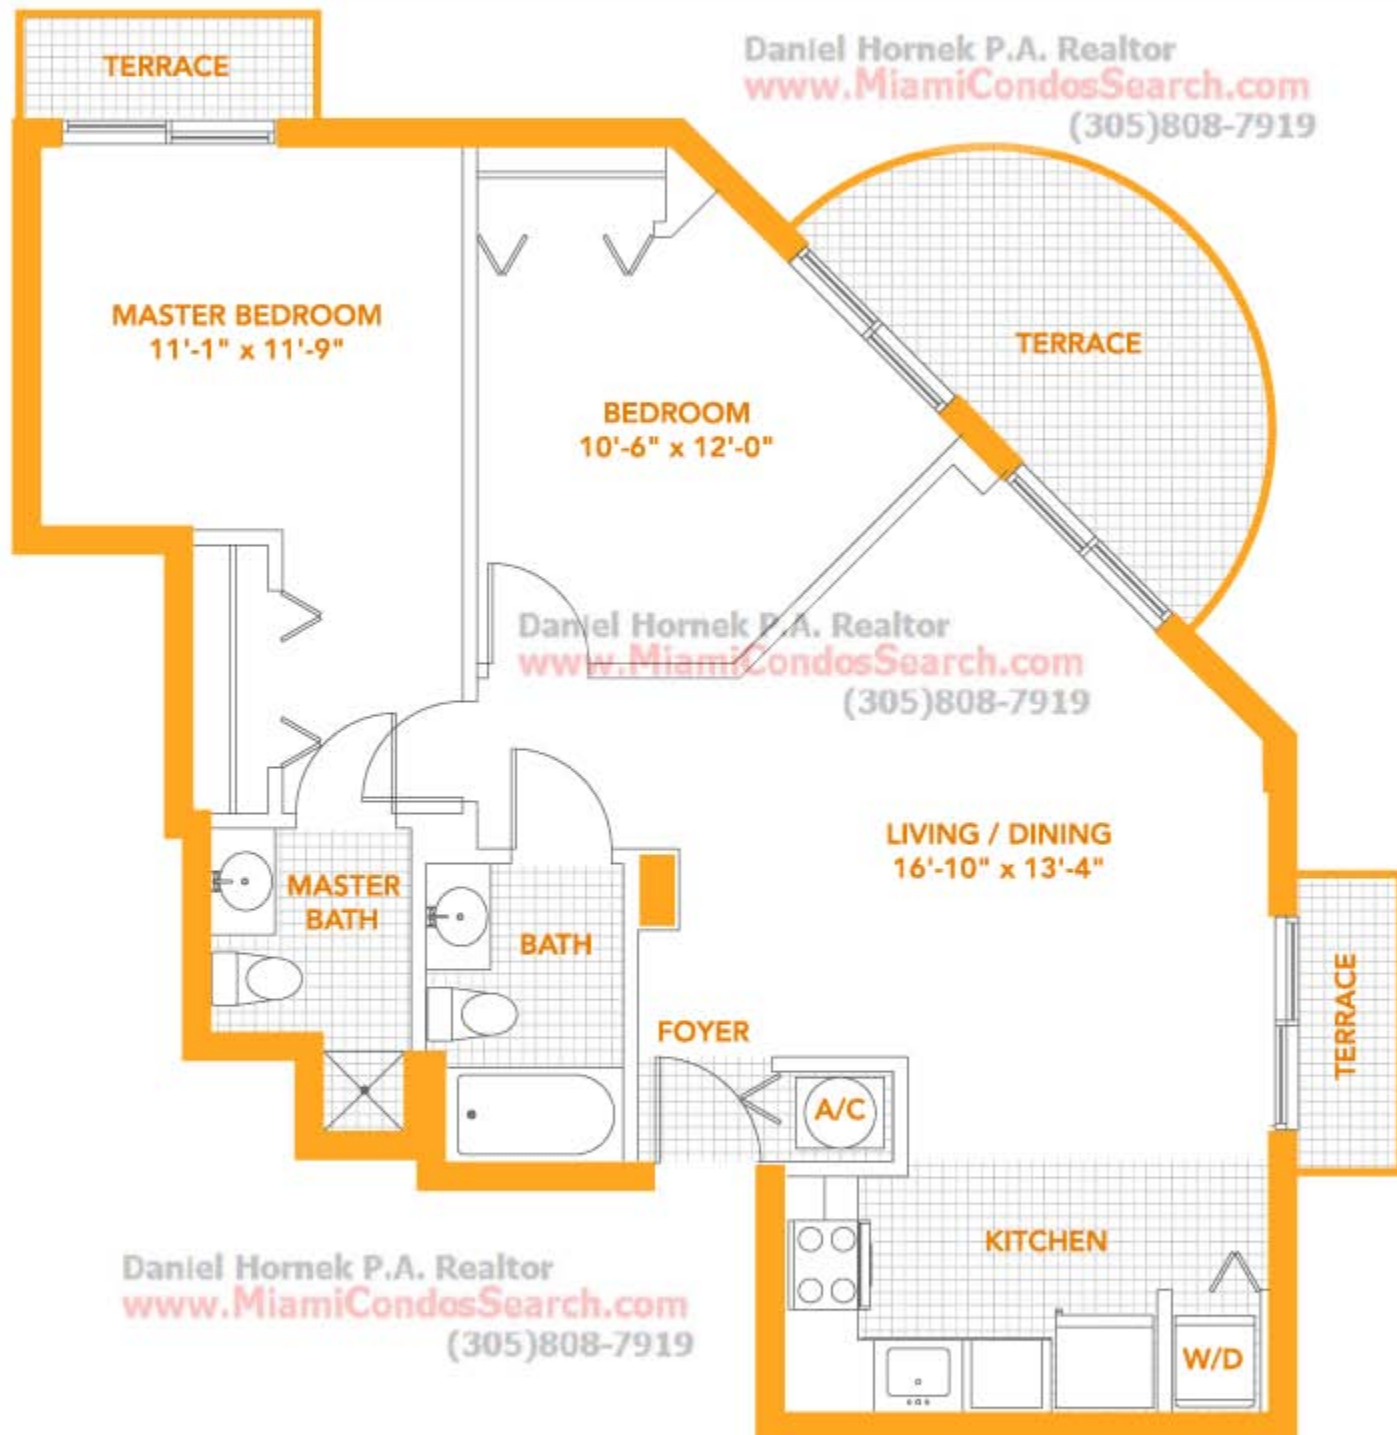 TERRACE
Daniel Hornek P.A. Realtor
www.MiamiCondosSearch.com
(305)808-7919
MASTER BEDROOM
11'-1" x 11'-9"
TERRACE
BEDROOM
10'-6" x 12'-0"
Daniel Hornek P.A. Realtor
www.MiamiCondosSearch.com
(305)808-7919
LIVING / DINING
16'-10" x 13'-4"
MASTER
BATH
BATH
TERRACE
FOYER
A/C
KITCHEN
Daniel Hornek P.A. Realtor
www.MiamiCondosSearch.com
(305)808-7919
W/D